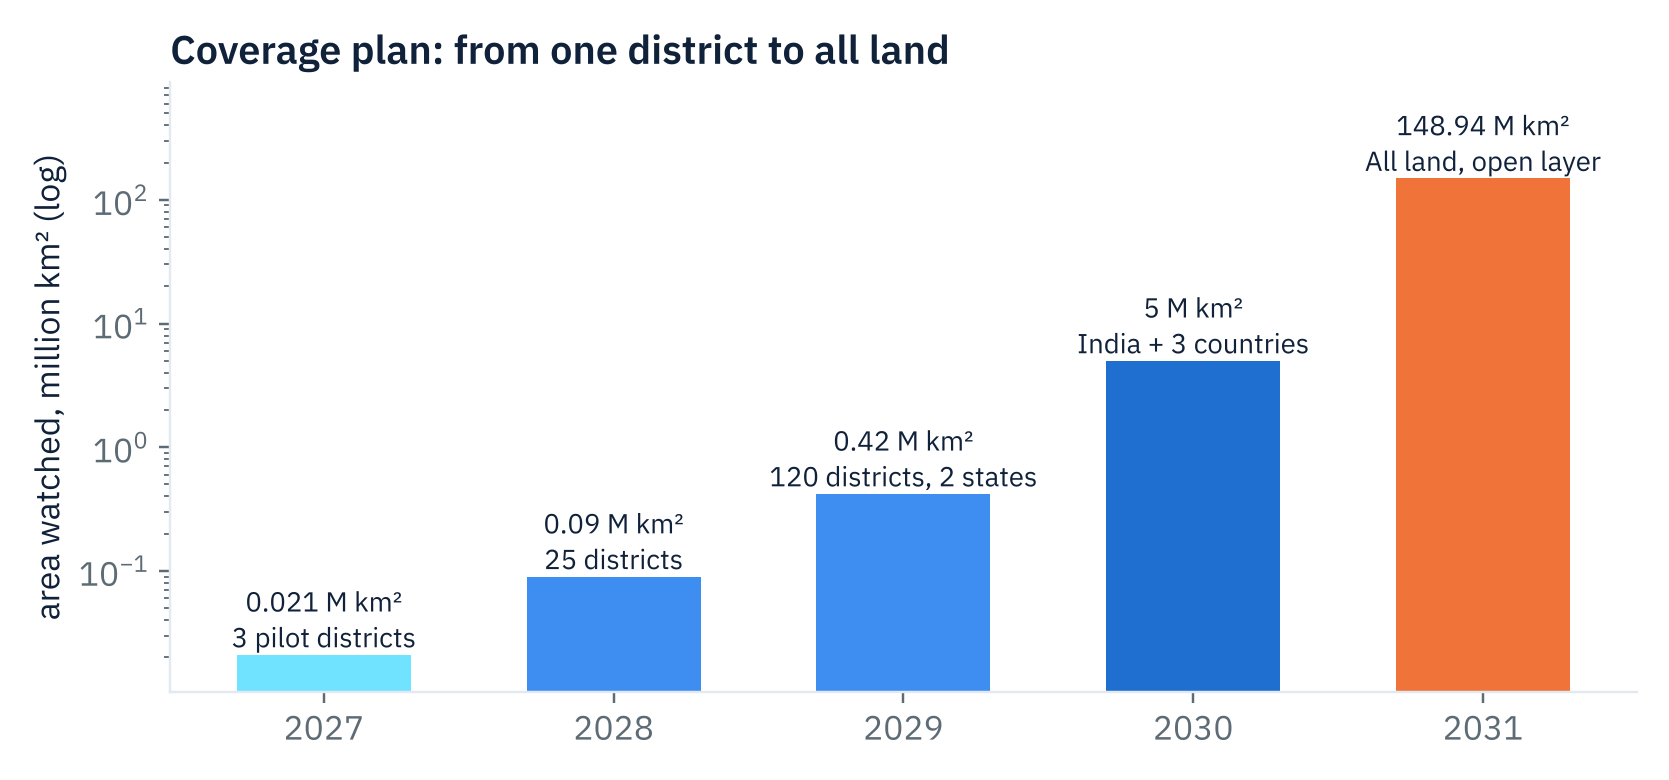 Coverage plan: from one district to all land
area watched, million km² (log)
10²
10¹
10⁰
10⁻¹
148.94 M km²
All land, open layer
5 M km²
India + 3 countries
0.42 M km²
120 districts, 2 states
0.09 M km²
25 districts
0.021 M km²
3 pilot districts
2027
2028
2029
2030
2031